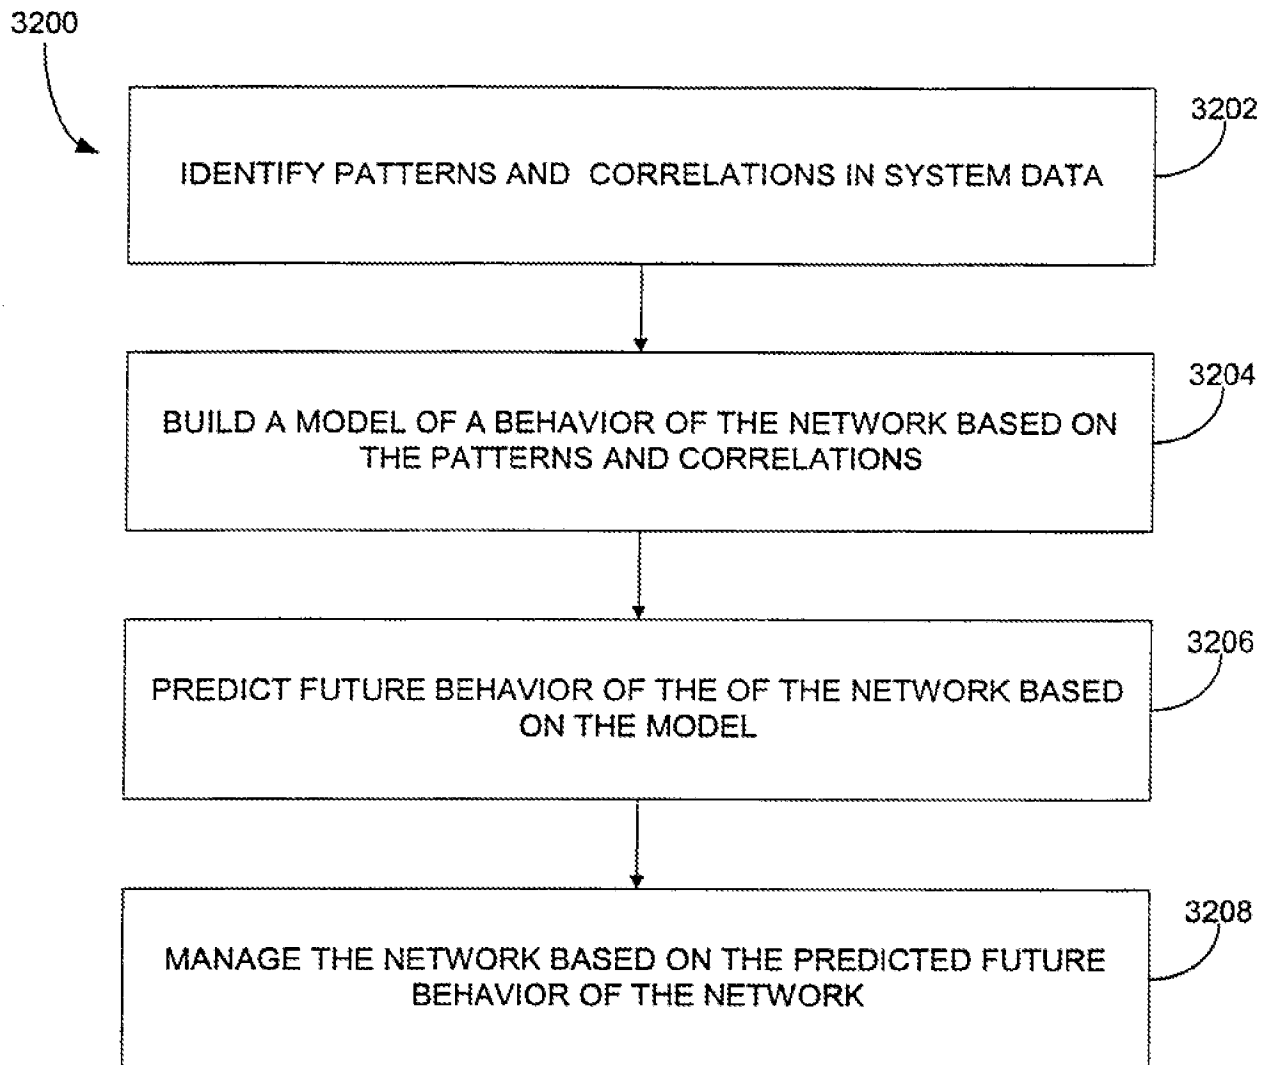 3200
3202
IDENTIFY PATTERNS AND CORRELATIONS IN SYSTEM DATA
3204
BUILD A MODEL OF A BEHAVIOR OF THE NETWORK BASED ON
THE PATTERNS AND CORRELATIONS
3206
PREDICT FUTURE BEHAVIOR OF THE OF THE NETWORK BASED
ON THE MODEL
3208
MANAGE THE NETWORK BASED ON THE PREDICTED FUTURE
BEHAVIOR OF THE NETWORK